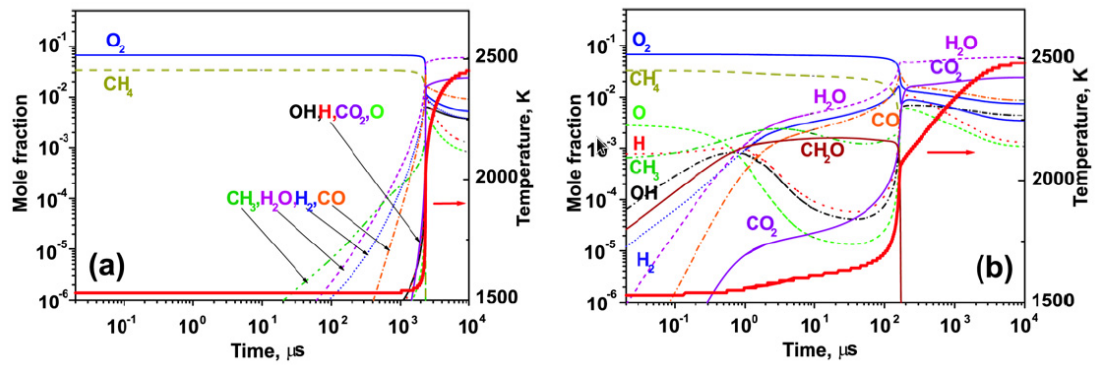 (a)
O2
CH4
OH,H,CO2,O
CH3,H2O,H2,CO
10-1
10-2
10-3
10-4
10-5
10-6
Mole fraction
2500
2000
1500
Temperature, K
10-1 100 101 102 103 104
Time, μs
(b)
O2
H2O
CO2
CH4
H2O
O
CO
H
CH2O
CH3
OH
CO2
H2
10-1
10-2
10-3
10-4
10-5
10-6
Mole fraction
2500
2000
1500
Temperature, K
10-1 100 101 102 103 104
Time, μs